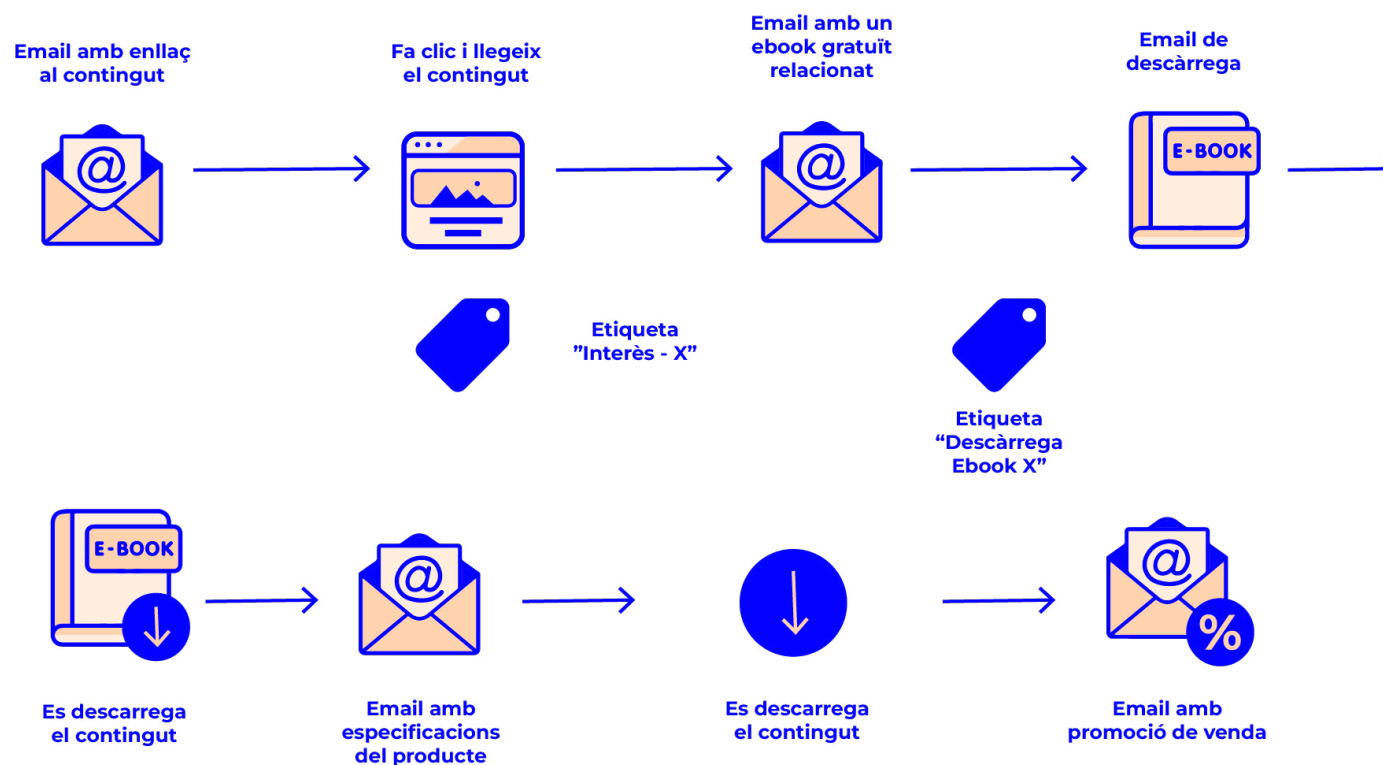 Email amb enllaç
al contingut
Fa clic i llegeix
el contingut
Email amb un
ebook gratuït
relacionat
Email de
descàrrega
@
@
E-BOOK
Etiqueta
”Interès - X”
Etiqueta
“Descàrrega
Ebook X”
E-BOOK
@
@
%
Es descarrega
el contingut
Email amb
especificacions
del producte
Es descarrega
el contingut
Email amb
promoció de venda